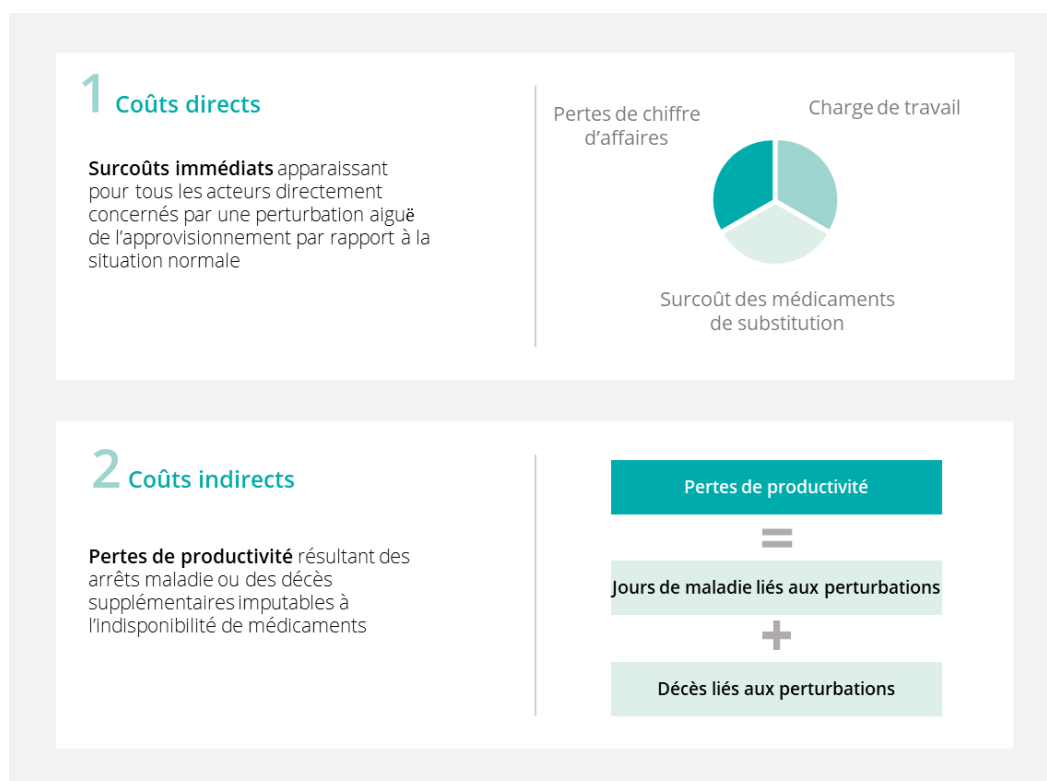 1 Coûts directs
Surcoûts immédiats apparaissant
pour tous les acteurs directement
concernés par une perturbation aiguë
de l’approvisionnement par rapport à la
situation normale
Pertes de chiffre
d’affaires
Charge de travail
Surcoût des médicaments
de substitution
2 Coûts indirects
Pertes de productivité résultant des
arrêts maladie ou des décès
supplémentaires imputables à
l’indisponibilité de médicaments
Pertes de productivité
=
Jours de maladie liés aux perturbations
+
Décès liés aux perturbations